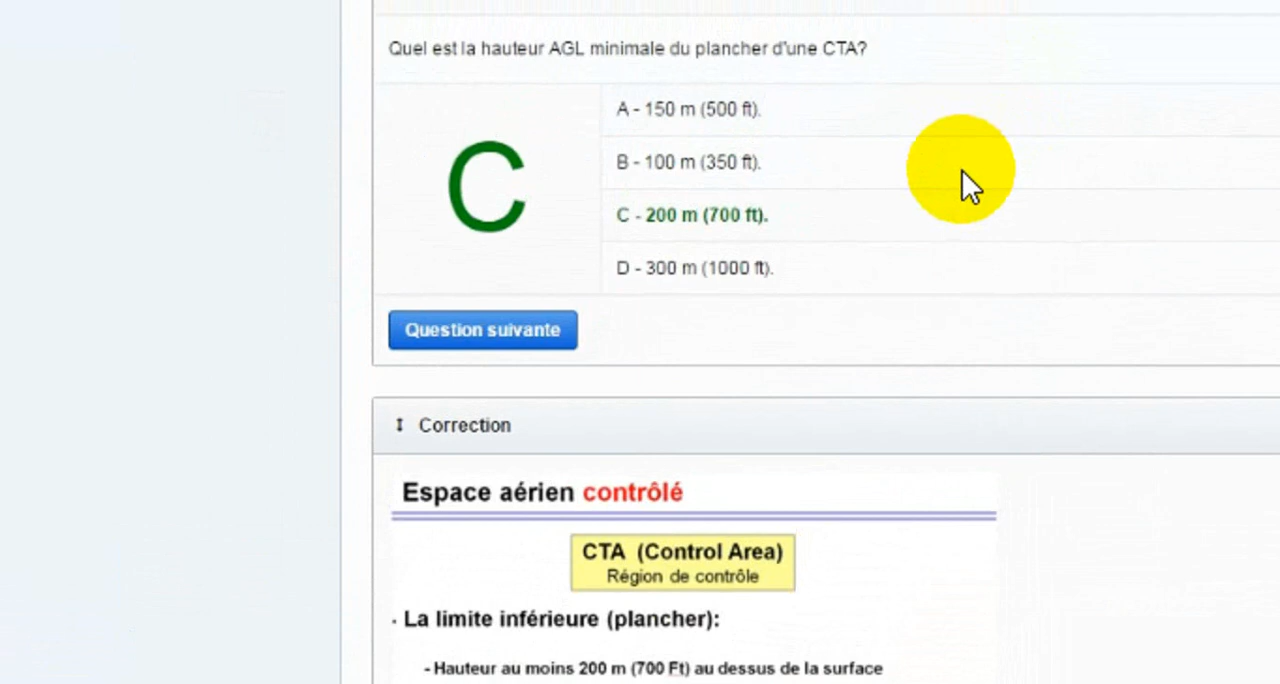 Quel est la hauteur AGL minimale du plancher d'une CTA?
C
A - 150 m (500 ft).
B - 100 m (350 ft).
C - 200 m (700 ft).
D - 300 m (1000 ft).
Question suivante
Correction
Espace aérien contrôlé
CTA (Control Area)
Région de contrôle
· La limite inférieure (plancher):
- Hauteur au moins 200 m (700 Ft) au dessus de la surface